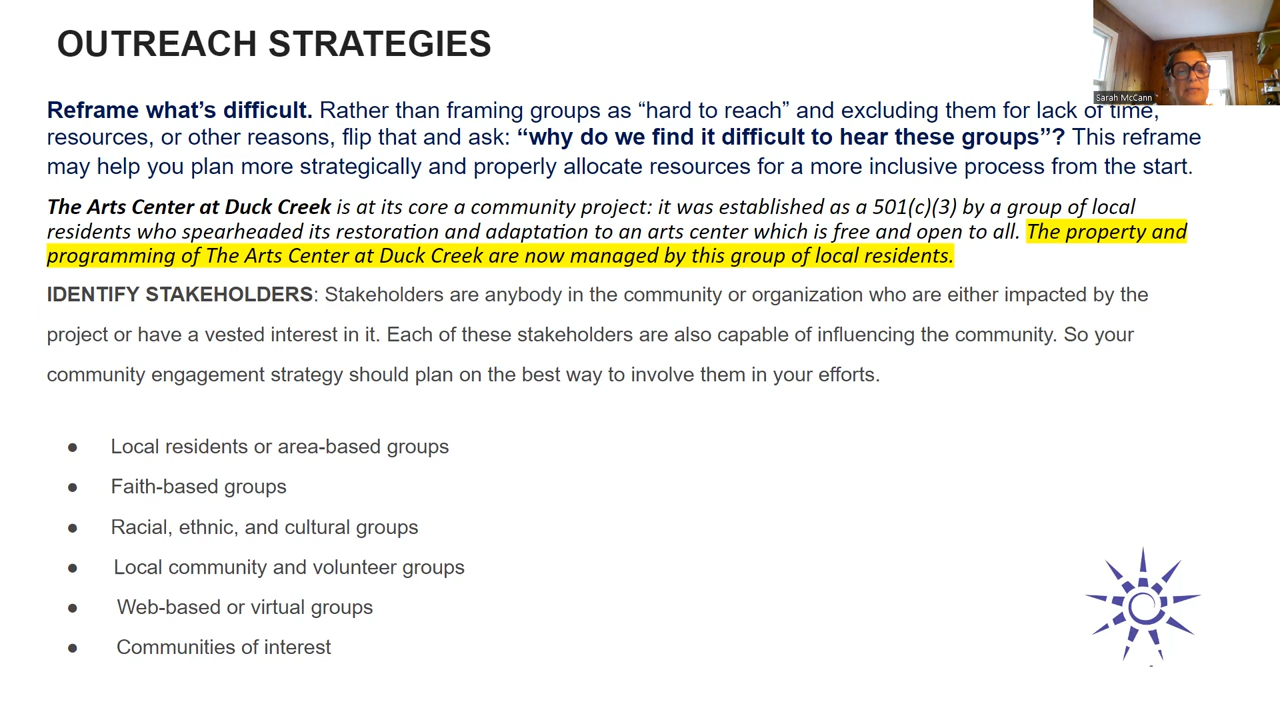 OUTREACH STRATEGIES
Sarah McCann
Reframe what's difficult. Rather than framing groups as “hard to reach” and excluding them for lack of time,
resources, or other reasons, flip that and ask: “why do we find it difficult to hear these groups”? This reframe
may help you plan more strategically and properly allocate resources for a more inclusive process from the start.
The Arts Center at Duck Creek is at its core a community project: it was established as a 501(c)(3) by a group of local
residents who spearheaded its restoration and adaptation to an arts center which is free and open to all. The property and
programming of The Arts Center at Duck Creek are now managed by this group of local residents.
IDENTIFY STAKEHOLDERS: Stakeholders are anybody in the community or organization who are either impacted by the
project or have a vested interest in it. Each of these stakeholders are also capable of influencing the community. So your
community engagement strategy should plan on the best way to involve them in your efforts.
● Local residents or area-based groups
● Faith-based groups
● Racial, ethnic, and cultural groups
● Local community and volunteer groups
● Web-based or virtual groups
● Communities of interest